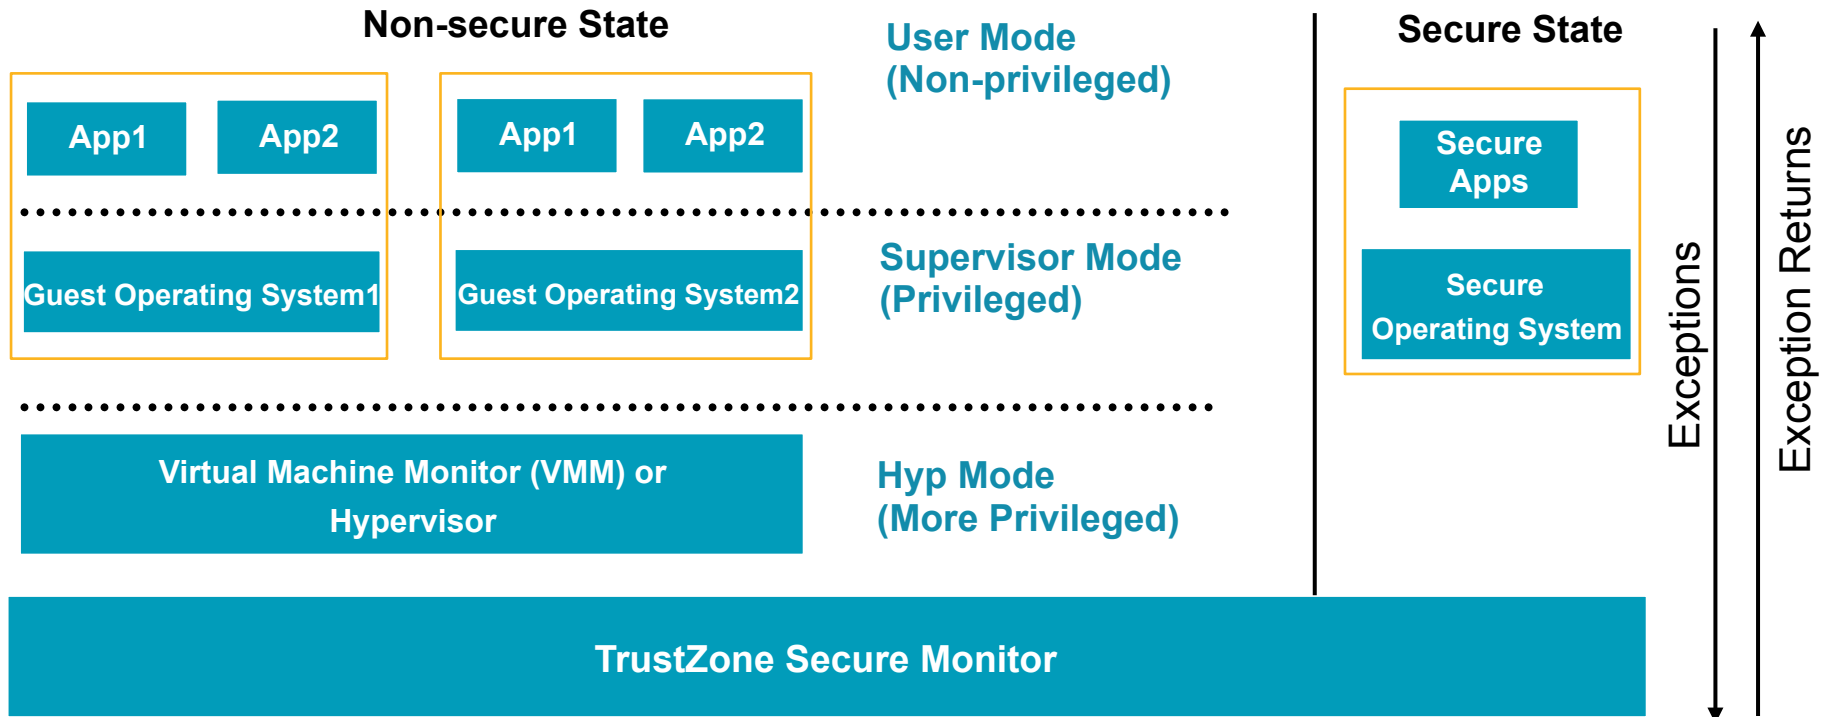 Non-secure State
User Mode
(Non-privileged)
Secure State
App1
App2
App1
App2
Secure
Apps
Guest Operating System1
Guest Operating System2
Supervisor Mode
(Privileged)
Secure
Operating System
Exceptions
Exception Returns
Virtual Machine Monitor (VMM) or
Hypervisor
Hyp Mode
(More Privileged)
TrustZone Secure Monitor